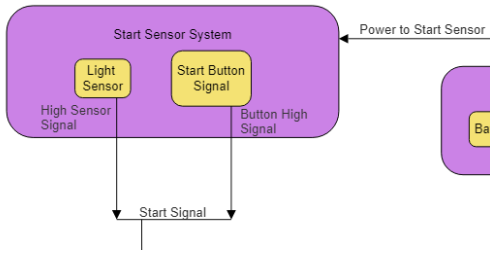 Start Sensor System
Power to Start Sensor
Light
Sensor
Start Button
Signal
High Sensor
Signal
Button High
Signal
Start Signal